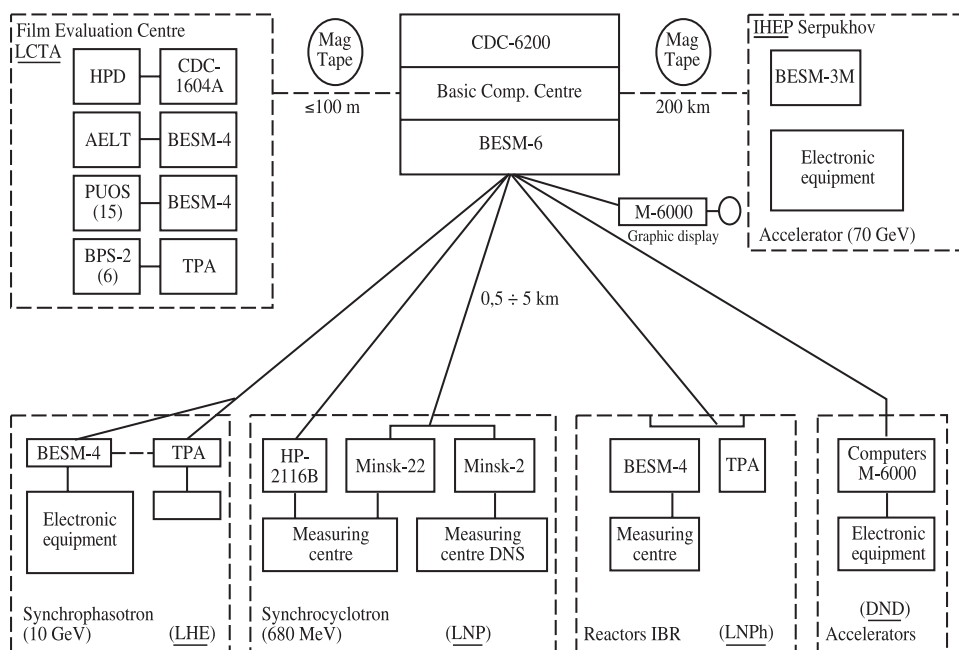 Film Evaluation Centre
LCTA
HPD
CDC-
1604A
AELT
BESM-4
PUOS
(15)
BESM-4
BPS-2
(6)
TPA
Mag
Tape
≤100 m
CDC-6200
Basic Comp. Centre
BESM-6
Mag
Tape
200 km
IHEP Serpukhov
BESM-3M
Electronic
equipment
Accelerator (70 GeV)
M-6000
Graphic display
0,5 ÷ 5 km
BESM-4
TPA
Electronic
equipment
Synchrophasotron
(10 GeV)
(LHE)
HP-
2116B
Minsk-22
Minsk-2
Measuring
centre
Measuring
centre DNS
Synchrocyclotron
(680 MeV)
(LNP)
BESM-4
TPA
Measuring
centre
Reactors IBR
(LNPh)
Computers
M-6000
Electronic
equipment
(DND)
Accelerators